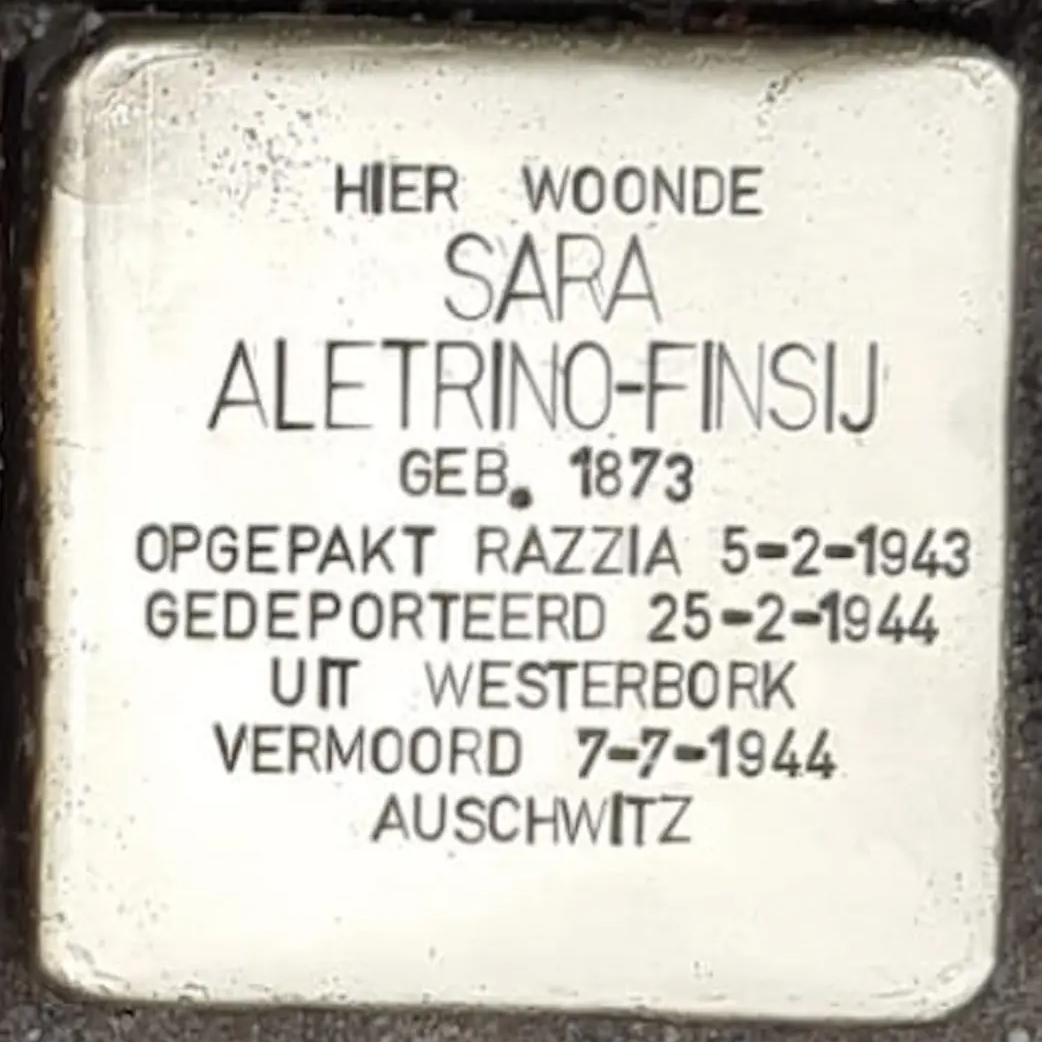 HIER WOONDE
SARA
ALETRINO-FINSIJ
GEB. 1873
OPGEPAKT RAZZIA 5-2-1943
GEDEPORTEERD 25-2-1944
UIT WESTERBORK
VERMOORD 7-7-1944
AUSCHWITZ